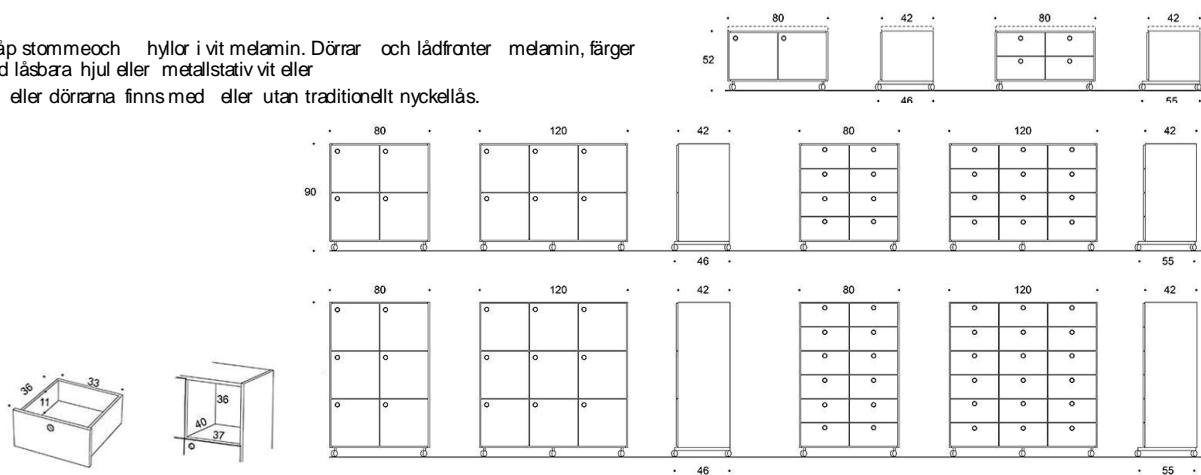 80 42 80 42
åp stommeoch hyllor i vit melamin. Dörrar och lådfronter melamin, färger
d låsbara hjul eller metallstativ vit eller
52
eller dörrarna finns med eller utan traditionellt nyckellås.
46 55
80 120 42 80 120 42
90
46 55
80 120 42 80 120 42
36 33
11
36
40
37
46 55